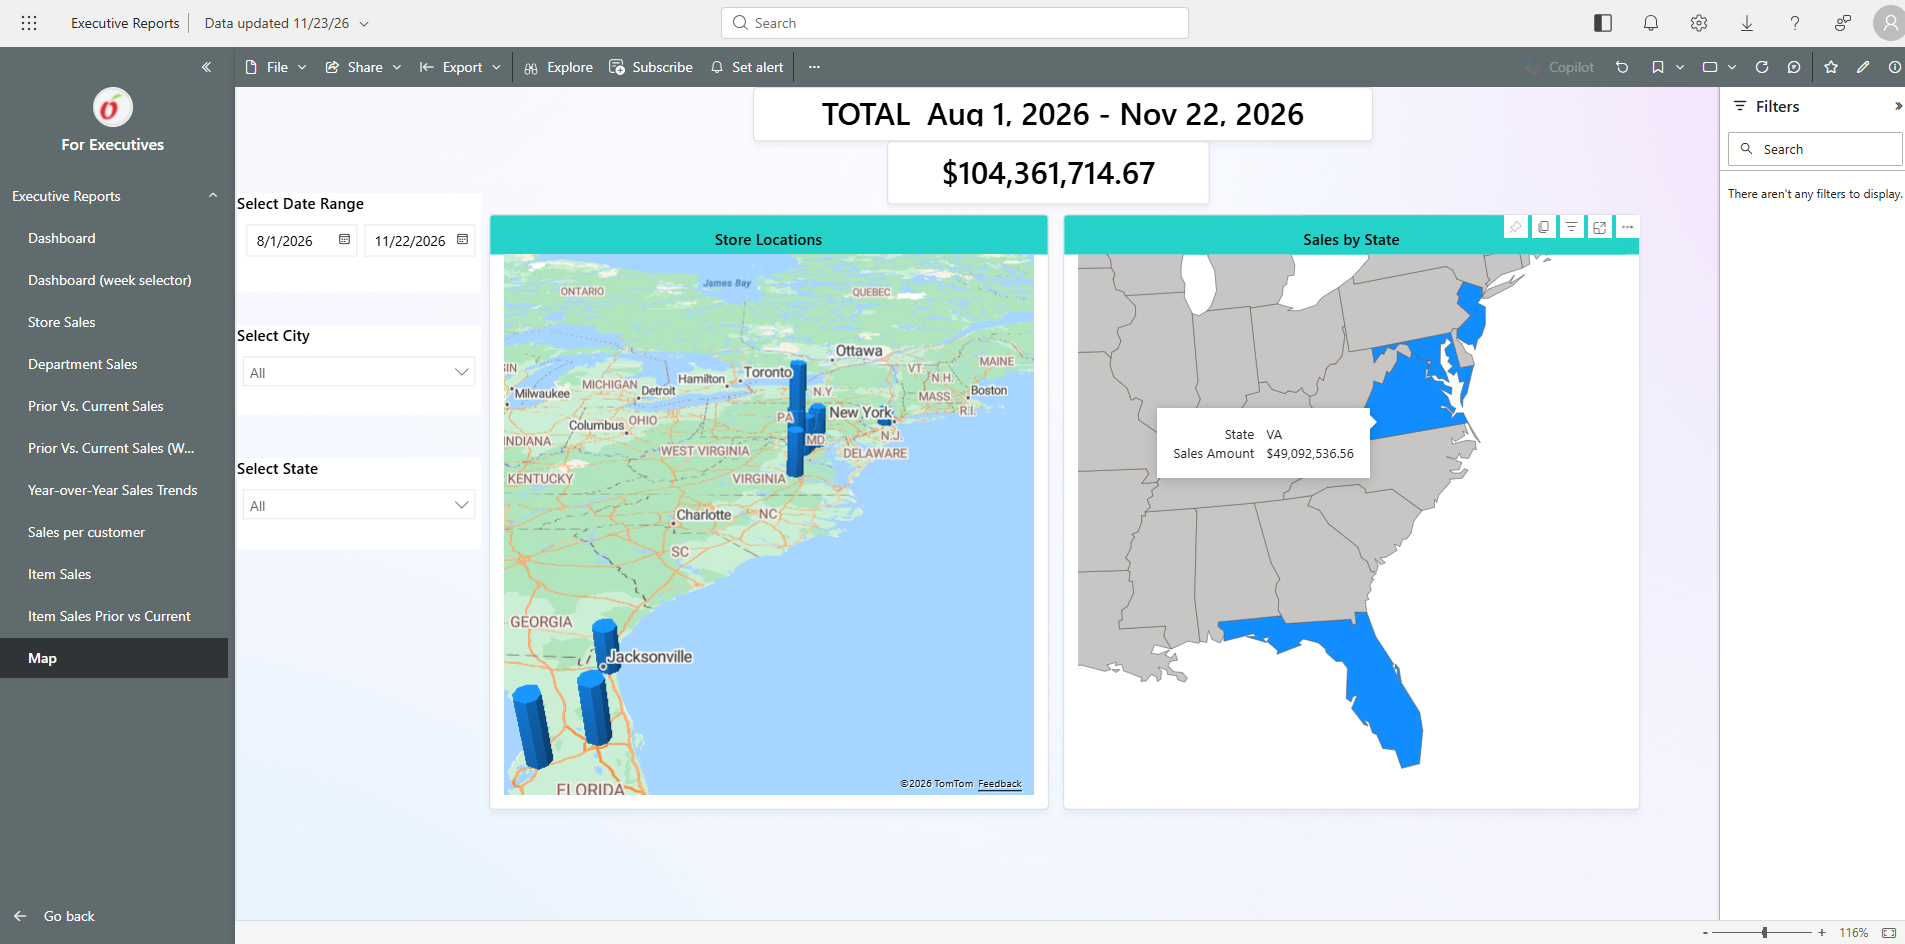 Executive Reports
Data updated 11/23/26
Search
File
Share
Export
Explore
Subscribe
Set alert
Copilot
For Executives
Executive Reports
Dashboard
Dashboard (week selector)
Store Sales
Department Sales
Prior Vs. Current Sales
Prior Vs. Current Sales (W...
Year-over-Year Sales Trends
Sales per customer
Item Sales
Item Sales Prior vs Current
Map
Go back
TOTAL Aug 1, 2026 - Nov 22, 2026
$104,361,714.67
Select Date Range
8/1/2026
11/22/2026
Select City
All
Select State
All
Store Locations
James Bay
ONTARIO
QUEBEC
Ottawa
MAINE
Toronto
VT.
N.H.
Hamilton
MICHIGAN
Detroit
N.Y.
MASS.
Boston
Milwaukee
R.I.
Columbus
OHIO
PA
New York
N.J.
INDIANA
MD.
WEST VIRGINIA
DELAWARE
KENTUCKY
VIRGINIA
Charlotte
NC
SC
GEORGIA
Jacksonville
FLORIDA
©2026 TomTom Feedback
Sales by State
State VA
Sales Amount $49,092,536.56
Filters
Search
There aren't any filters to display.
116%